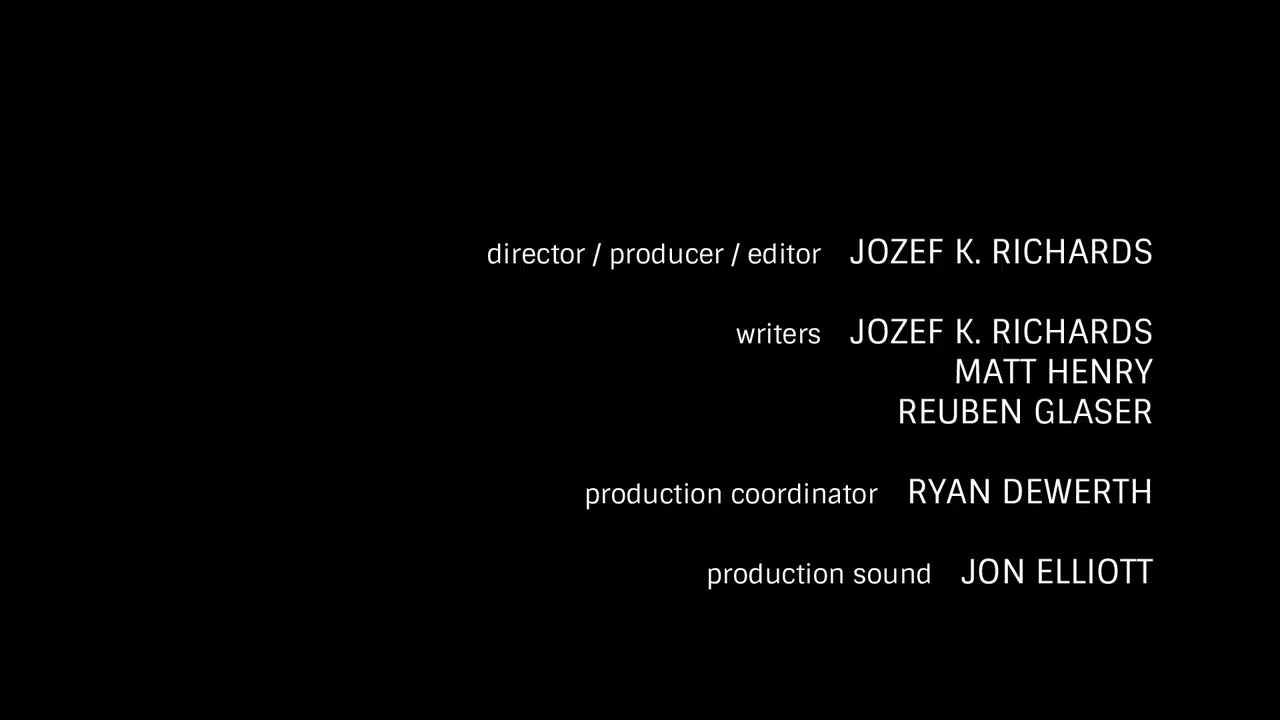 director / producer / editor JOZEF K. RICHARDS
writers JOZEF K. RICHARDS
MATT HENRY
REUBEN GLASER
production coordinator RYAN DEWERTH
production sound JON ELLIOTT